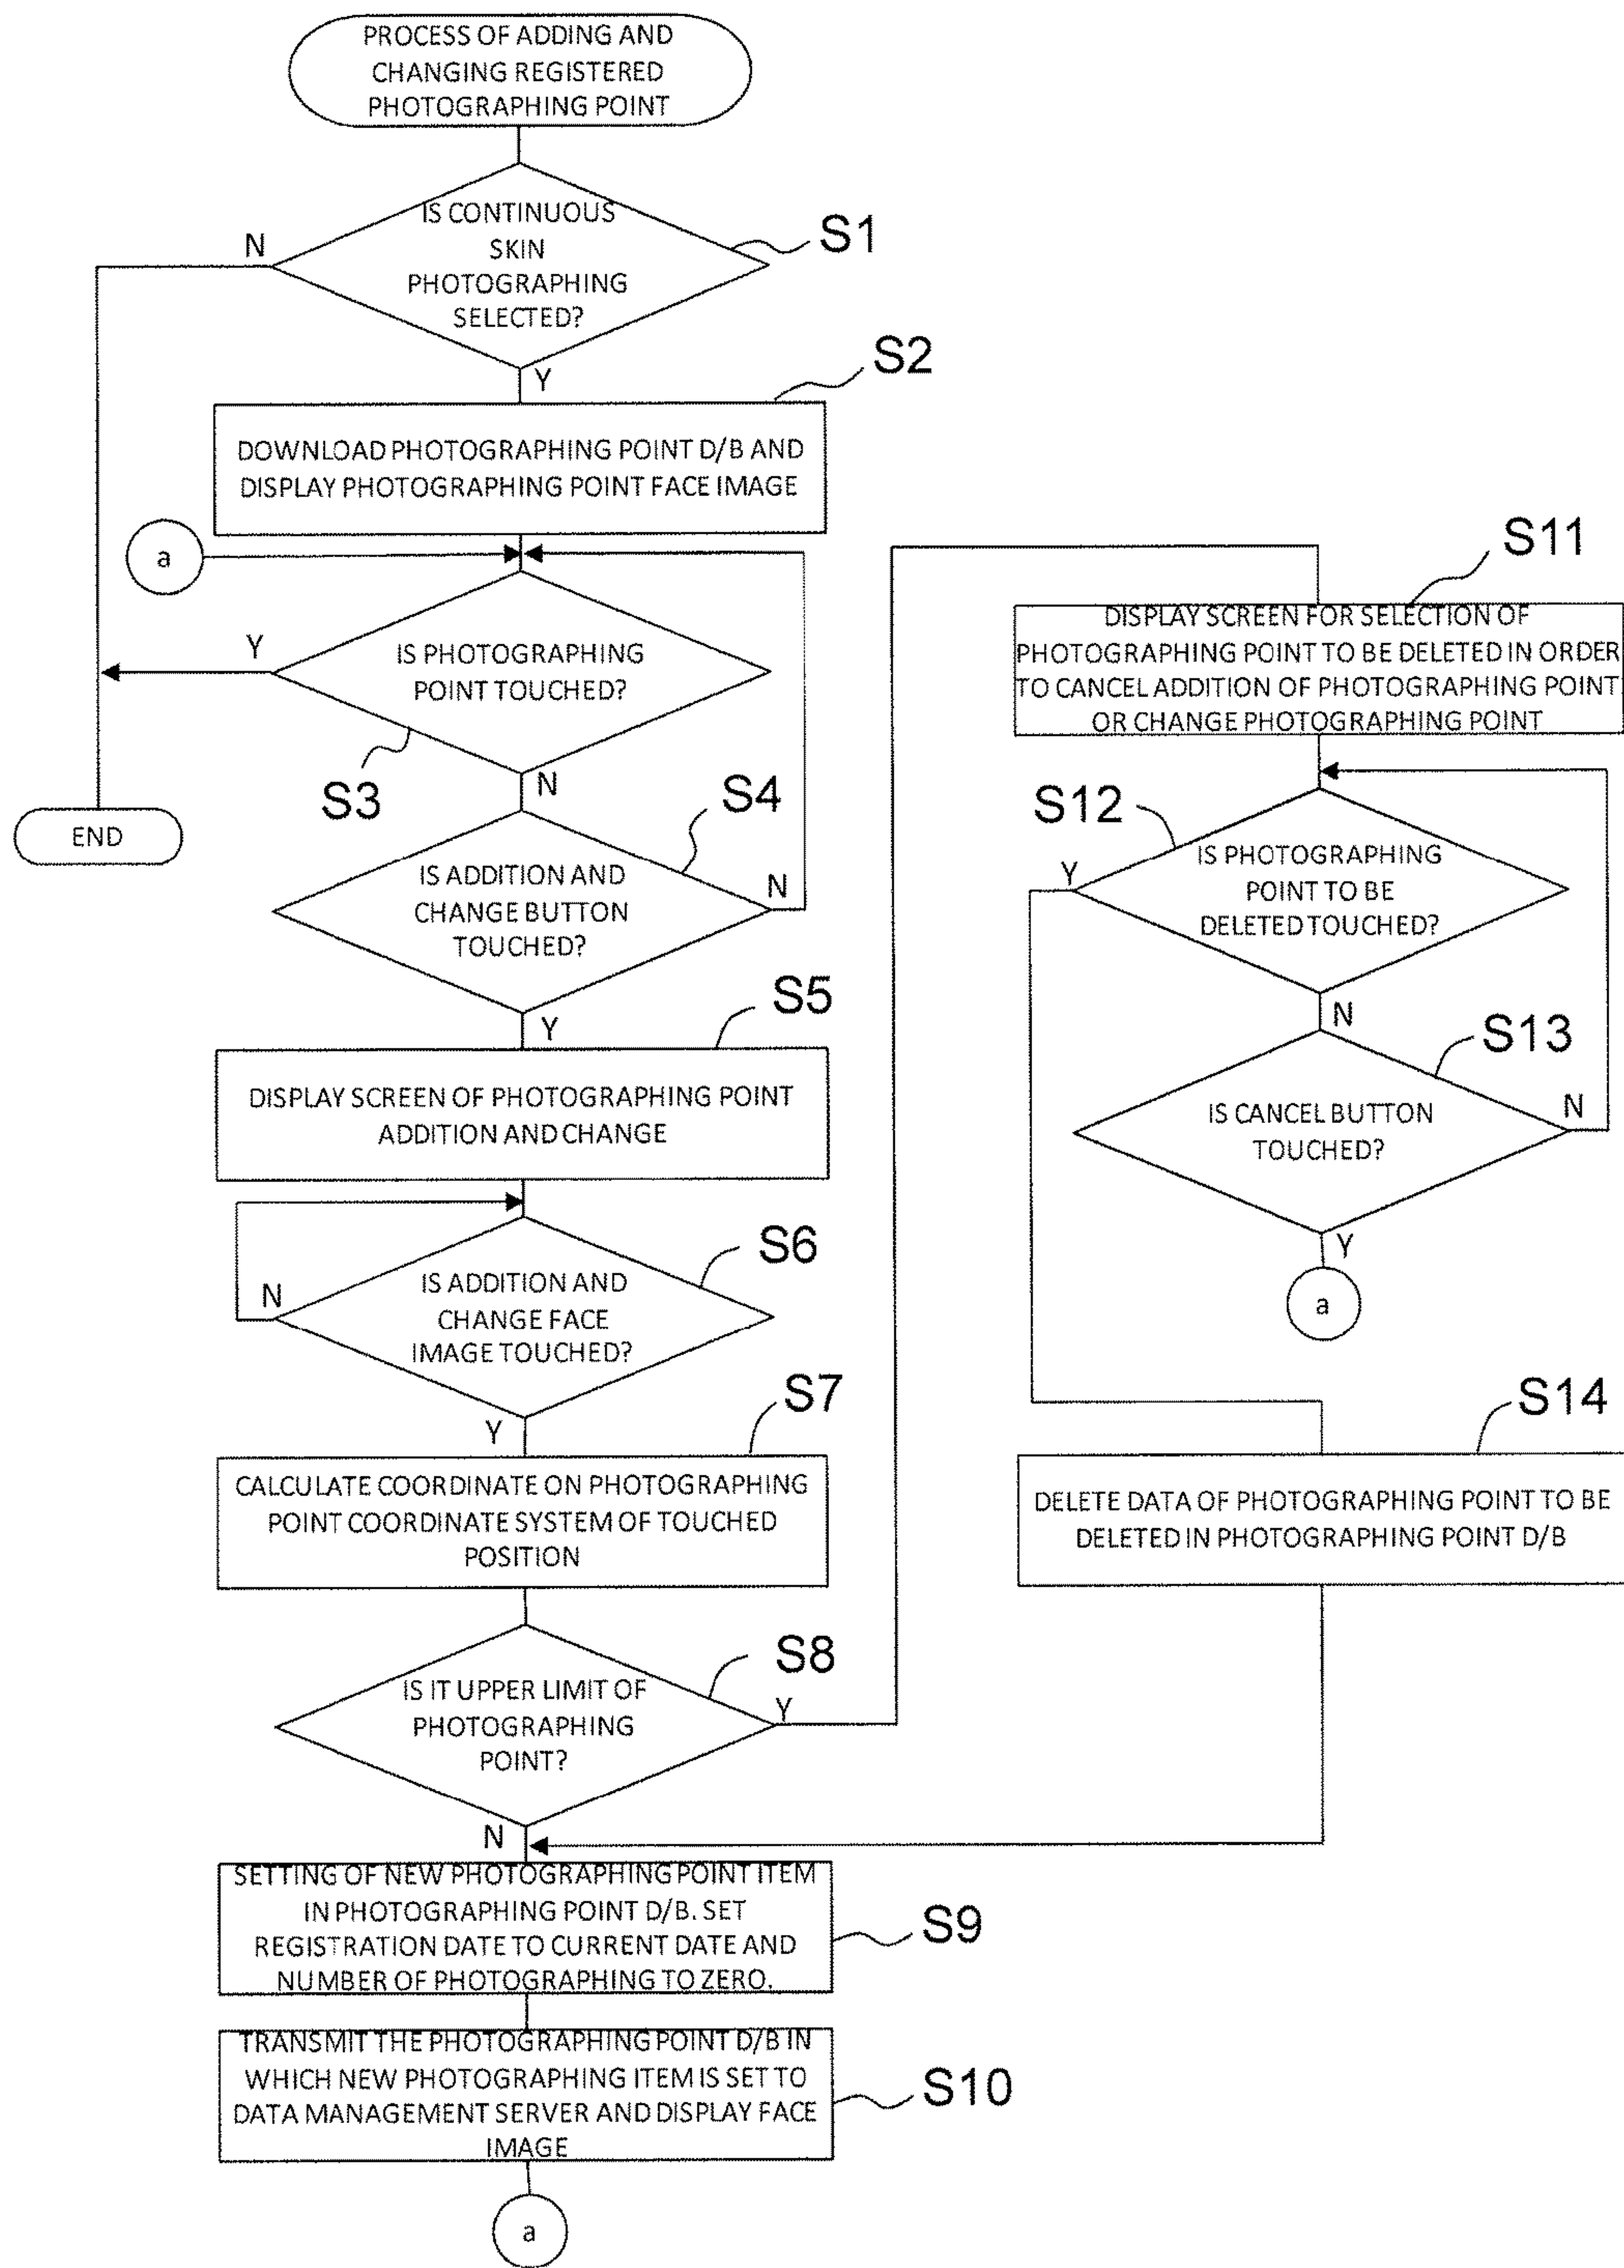 PROCESS OF ADDING AND
CHANGING REGISTERED
PHOTOGRAPHING POINT
IS CONTINUOUS
SKIN
PHOTOGRAPHING
SELECTED?
N
S1
Y
S2
DOWNLOAD PHOTOGRAPHING POINT D/B AND
DISPLAY PHOTOGRAPHING POINT FACE IMAGE
a
IS PHOTOGRAPHING
POINT TOUCHED?
Y
S3
N
END
S4
IS ADDITION AND
CHANGE BUTTON
TOUCHED?
N
Y
S5
DISPLAY SCREEN OF PHOTOGRAPHING POINT
ADDITION AND CHANGE
S6
IS ADDITION AND
CHANGE FACE
IMAGE TOUCHED?
N
Y
S7
CALCULATE COORDINATE ON PHOTOGRAPHING
POINT COORDINATE SYSTEM OF TOUCHED
POSITION
S8
IS IT UPPER LIMIT OF
PHOTOGRAPHING
POINT?
Y
N
SETTING OF NEW PHOTOGRAPHING POINT ITEM
IN PHOTOGRAPHING POINT D/B. SET
REGISTRATION DATE TO CURRENT DATE AND
NUMBER OF PHOTOGRAPHING TO ZERO.
S9
TRANSMIT THE PHOTOGRAPHING POINT D/B IN
WHICH NEW PHOTOGRAPHING ITEM IS SET TO
DATA MANAGEMENT SERVER AND DISPLAY FACE
IMAGE
S10
a
S11
DISPLAY SCREEN FOR SELECTION OF
PHOTOGRAPHING POINT TO BE DELETED IN ORDER
TO CANCEL ADDITION OF PHOTOGRAPHING POINT
OR CHANGE PHOTOGRAPHING POINT
S12
IS PHOTOGRAPHING
POINT TO BE
DELETED TOUCHED?
Y
N
S13
IS CANCEL BUTTON
TOUCHED?
N
Y
a
S14
DELETE DATA OF PHOTOGRAPHING POINT TO BE
DELETED IN PHOTOGRAPHING POINT D/B